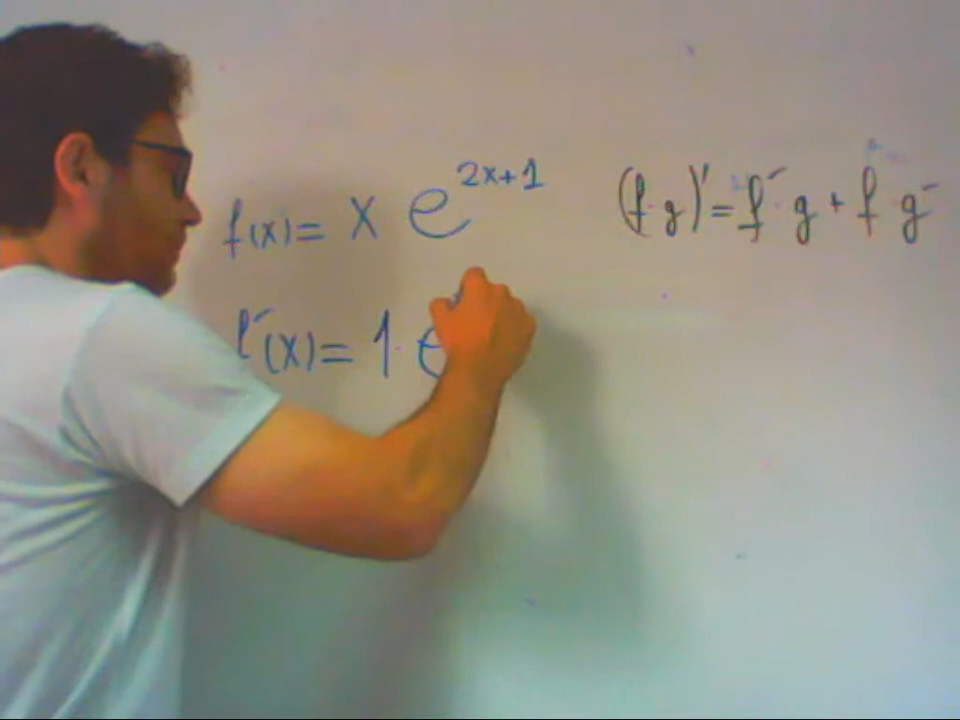 f(x)= x e^{2x+1}
(f·g)'= f'·g + f·g'
f'(x)= 1·e